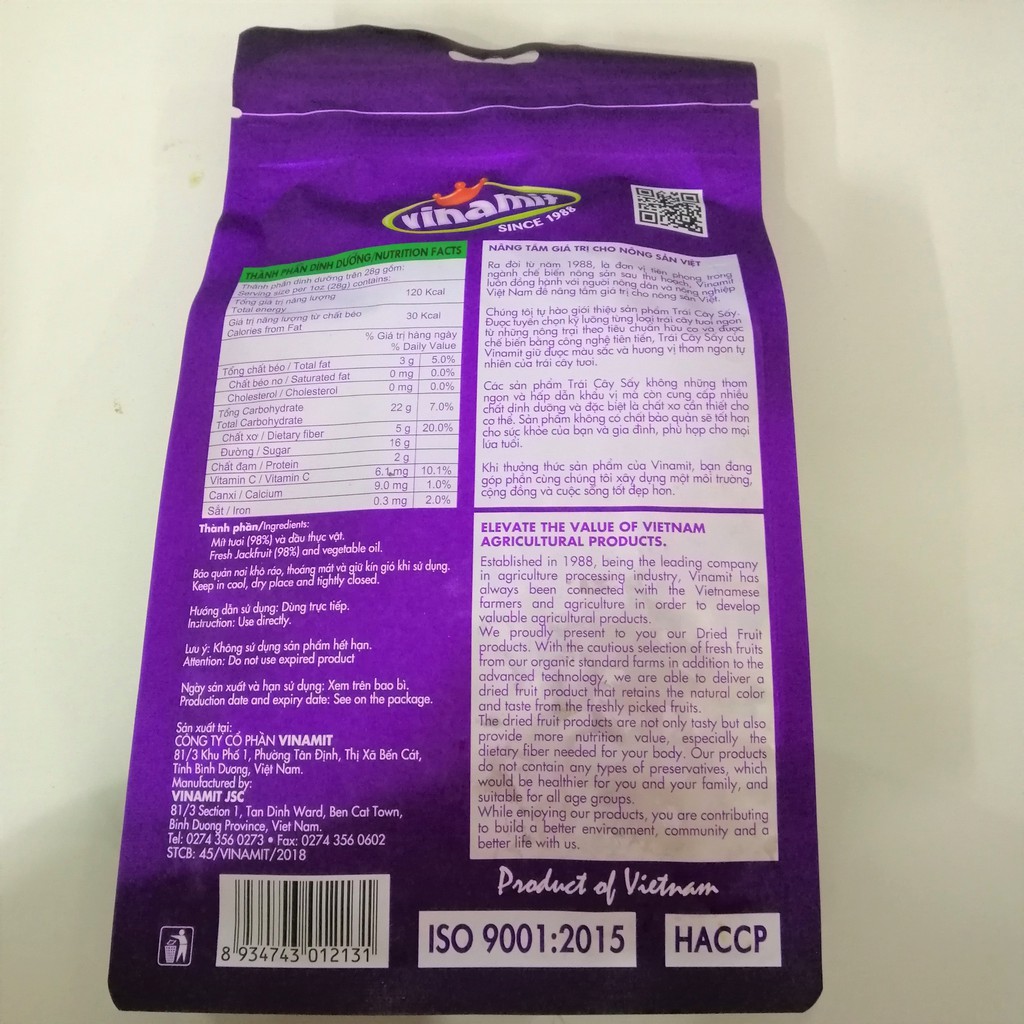 vinamit
SINCE 1988
THÀNH PHẦN DINH DƯỠNG/NUTRITION FACTS
Thành phần dinh dưỡng trên 28g gồm:
Serving size per 1oz (28g) contains:
Tổng giá trị năng lượng 120 Kcal
Total energy
Giá trị năng lượng từ chất béo 30 Kcal
Calories from Fat
% Giá trị hàng ngày
% Daily Value
Tổng chất béo / Total fat 3 g 5.0%
Chất béo no / Saturated fat 0 mg 0.0%
Cholesterol / Cholesterol 0 mg 0.0%
Tổng Carbohydrate 22 g 7.0%
Total Carbohydrate
Chất xơ / Dietary fiber 5 g 20.0%
Đường / Sugar 16 g
Chất đạm / Protein 2 g
Vitamin C / Vitamin C 6.1 mg 10.1%
Canxi / Calcium 9.0 mg 1.0%
Sắt / Iron 0.3 mg 2.0%
Thành phần/Ingredients:
Mít tươi (98%) và dầu thực vật.
Fresh Jackfruit (98%) and vegetable oil.
Bảo quản nơi khô ráo, thoáng mát và giữ kín gió khi sử dụng.
Keep in cool, dry place and tightly closed.
Hướng dẫn sử dụng: Dùng trực tiếp.
Instruction: Use directly.
Lưu ý: Không sử dụng sản phẩm hết hạn.
Attention: Do not use expired product
Ngày sản xuất và hạn sử dụng: Xem trên bao bì.
Production date and expiry date: See on the package.
Sản xuất tại:
CÔNG TY CỔ PHẦN VINAMIT
81/3 Khu Phố 1, Phường Tân Định, Thị Xã Bến Cát,
Tỉnh Bình Dương, Việt Nam.
Manufactured by:
VINAMIT JSC
81/3 Section 1, Tan Dinh Ward, Ben Cat Town,
Binh Duong Province, Viet Nam.
Tel: 0274 356 0273 • Fax: 0274 356 0602
STCB: 45/VINAMIT/2018
8 934743 012131
NÂNG TẦM GIÁ TRỊ CHO NÔNG SẢN VIỆT
Ra đời từ năm 1988, là đơn vị tiên phong trong
ngành chế biến nông sản sau thu hoạch, Vinamit
luôn đồng hành với người nông dân và nông nghiệp
Việt Nam để nâng tầm giá trị cho nông sản Việt.
Chúng tôi tự hào giới thiệu sản phẩm Trái Cây Sấy.
Được tuyển chọn kỹ lưỡng từng loại trái cây tươi ngon
từ những nông trại theo tiêu chuẩn hữu cơ và được
chế biến bằng công nghệ tiên tiến, Trái Cây Sấy của
Vinamit giữ được màu sắc và hương vị thơm ngon tự
nhiên của trái cây tươi.
Các sản phẩm Trái Cây Sấy không những thơm
ngon và hấp dẫn khẩu vị mà còn cung cấp nhiều
chất dinh dưỡng và đặc biệt là chất xơ cần thiết cho
cơ thể. Sản phẩm không có chất bảo quản sẽ tốt hơn
cho sức khỏe của bạn và gia đình, phù hợp cho mọi
lứa tuổi.
Khi thưởng thức sản phẩm của Vinamit, bạn đang
góp phần cùng chúng tôi xây dựng một môi trường,
cộng đồng và cuộc sống tốt đẹp hơn.
ELEVATE THE VALUE OF VIETNAM
AGRICULTURAL PRODUCTS.
Established in 1988, being the leading company
in agriculture processing industry, Vinamit has
always been connected with the Vietnamese
farmers and agriculture in order to develop
valuable agricultural products.
We proudly present to you our Dried Fruit
products. With the cautious selection of fresh fruits
from our organic standard farms in addition to the
advanced technology, we are able to deliver a
dried fruit product that retains the natural color
and taste from the freshly picked fruits.
The dried fruit products are not only tasty but also
provide more nutrition value, especially the
dietary fiber needed for your body. Our products
do not contain any types of preservatives, which
would be healthier for you and your family, and
suitable for all age groups.
While enjoying our products, you are contributing
to build a better environment, community and a
better life with us.
Product of Vietnam
ISO 9001:2015
HACCP